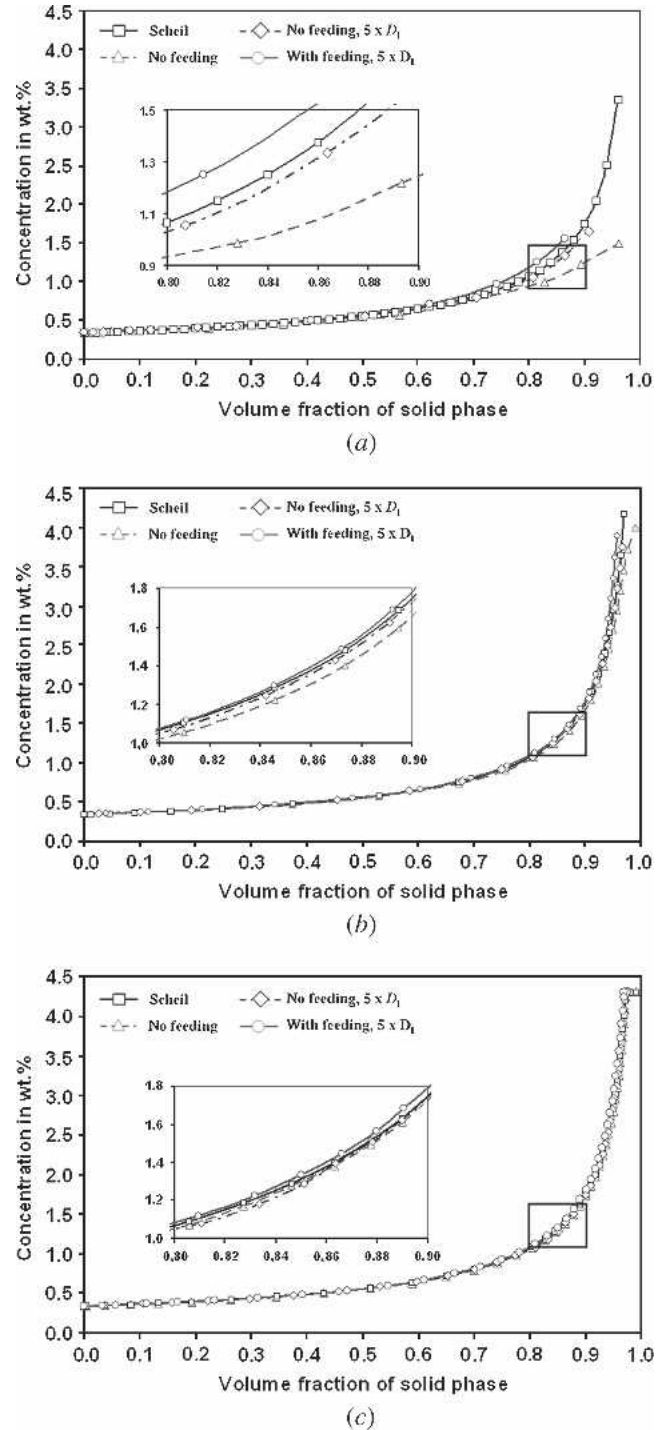 4.5
4.0
3.5
3.0
2.5
2.0
1.5
1.0
0.5
0.0
Concentration in wt.%
Scheil
No feeding, 5 x D₁
No feeding
With feeding, 5 x D₁
1.5
1.3
1.1
0.9
0.80 0.82 0.84 0.86 0.88 0.90
0.0 0.1 0.2 0.3 0.4 0.5 0.6 0.7 0.8 0.9 1.0
Volume fraction of solid phase
(a)
4.5
4.0
3.5
3.0
2.5
2.0
1.5
1.0
0.5
0.0
Concentration in wt.%
Scheil
No feeding, 5 x D₁
No feeding
With feeding, 5 x D₁
1.8
1.6
1.4
1.2
1.0
0.80 0.82 0.84 0.86 0.88 0.90
0.0 0.1 0.2 0.3 0.4 0.5 0.6 0.7 0.8 0.9 1.0
Volume fraction of solid phase
(b)
4.5
4.0
3.5
3.0
2.5
2.0
1.5
1.0
0.5
0.0
Concentration in wt.%
Scheil
No feeding, 5 x D₁
No feeding
With feeding, 5 x D₁
1.8
1.6
1.4
1.2
1.0
0.80 0.82 0.84 0.86 0.88 0.90
0.0 0.1 0.2 0.3 0.4 0.5 0.6 0.7 0.8 0.9 1.0
Volume fraction of solid phase
(c)